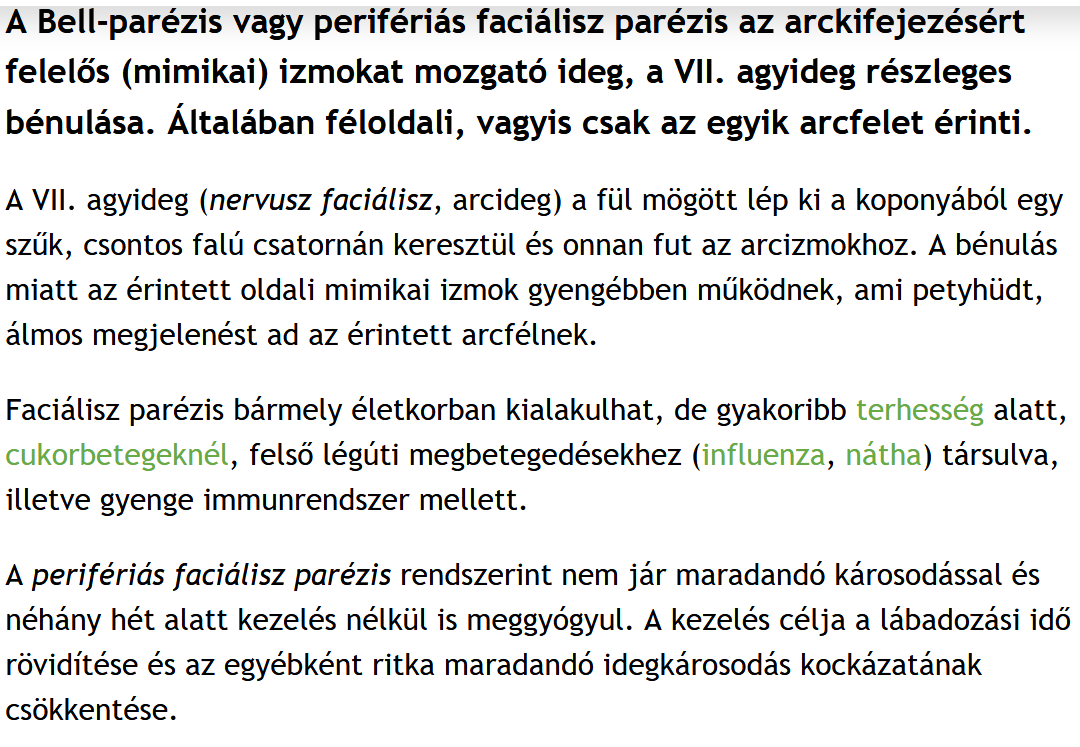 A Bell-parézis vagy perifériás faciálisz parézis az arckifejezésért
felelős (mimikai) izmokat mozgató ideg, a VII. agyideg részleges
bénulása. Általában féloldali, vagyis csak az egyik arcfelet érinti.
A VII. agyideg (nervusz faciálisz, arcideg) a fül mögött lép ki a koponyából egy
szűk, csontos falú csatornán keresztül és onnan fut az arcizmokhoz. A bénulás
miatt az érintett oldali mimikai izmok gyengébben működnek, ami petyhüdt,
álmos megjelenést ad az érintett arcfélnek.
Faciálisz parézis bármely életkorban kialakulhat, de gyakoribb terhesség alatt,
cukorbetegeknél, felső légúti megbetegedésekhez (influenza, nátha) társulva,
illetve gyenge immunrendszer mellett.
A perifériás faciálisz parézis rendszerint nem jár maradandó károsodással és
néhány hét alatt kezelés nélkül is meggyógyul. A kezelés célja a lábadozási idő
rövidítése és az egyébként ritka maradandó idegkárosodás kockázatának
csökkentése.